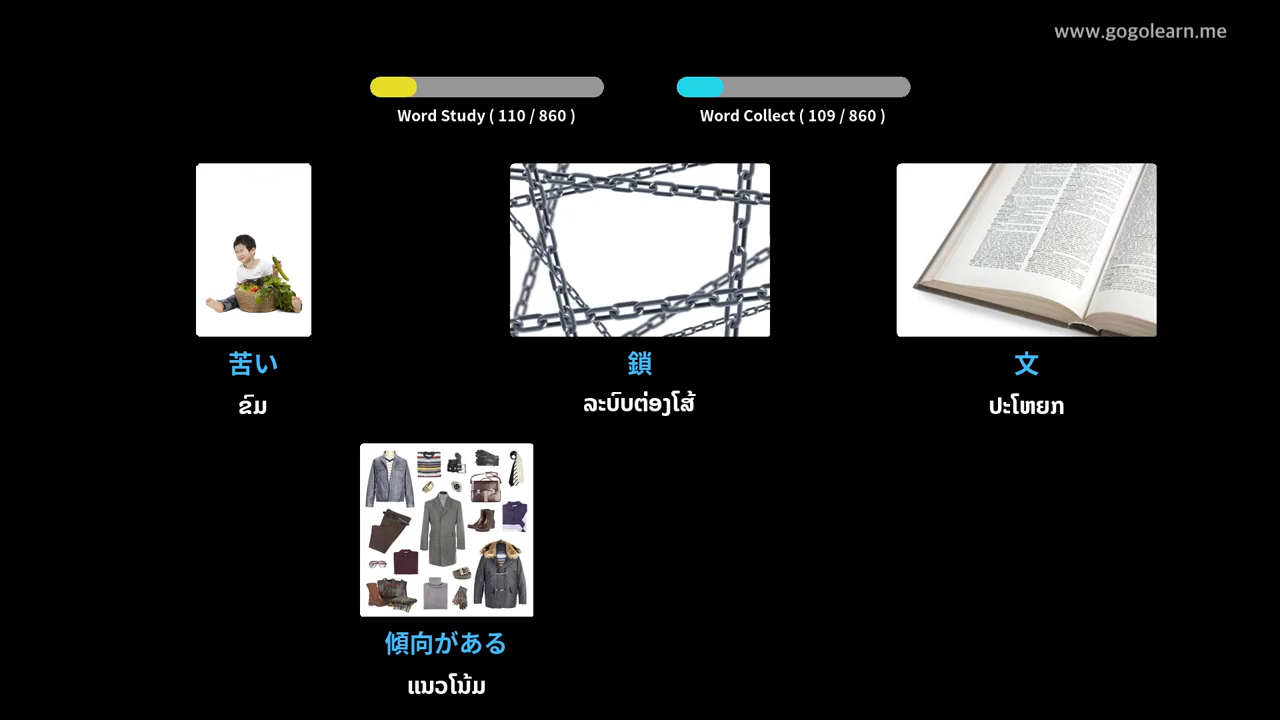 www.gogolearn.me
Word Study ( 110 / 860 )
Word Collect ( 109 / 860 )
苦い
ຂົມ
鎖
ລະບົບຕ່ອງໂສ້
文
ປະໂຫຍກ
傾向がある
ແນວໂນ້ມ